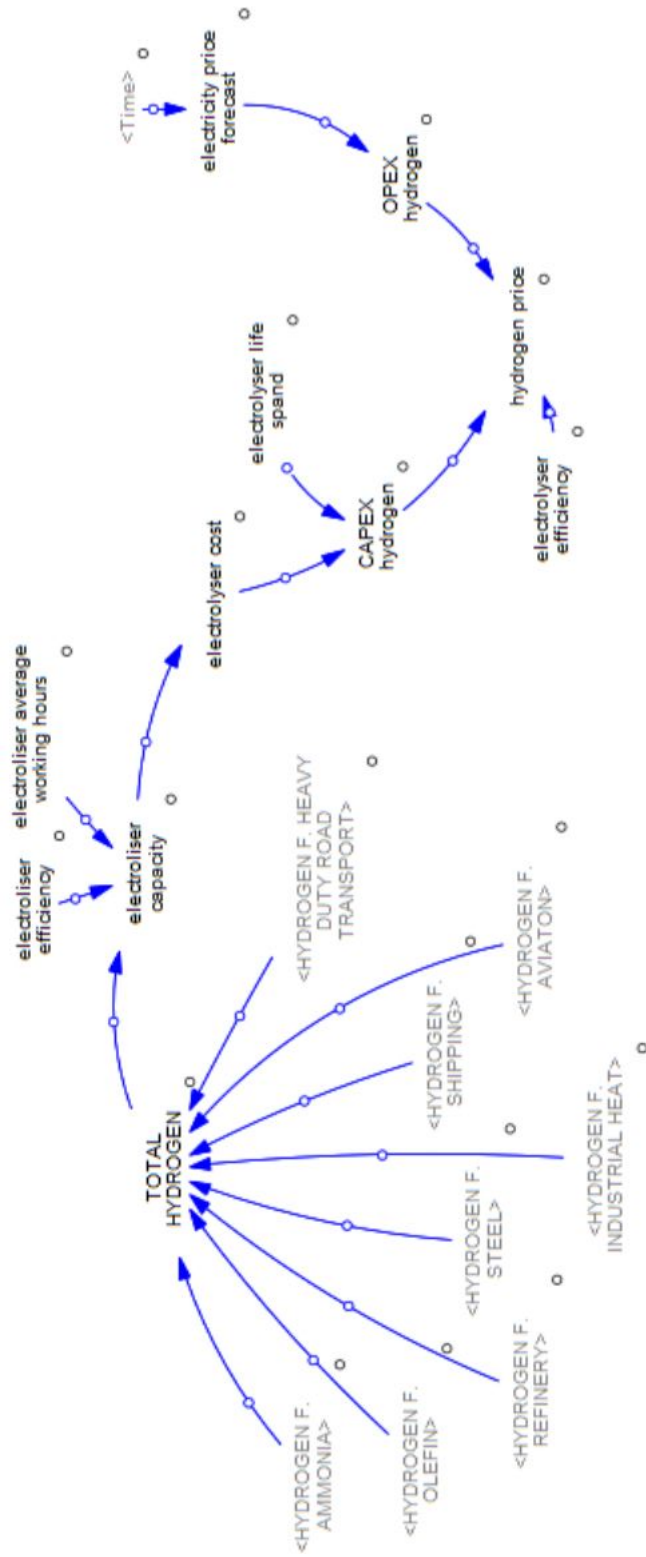 electroliser
efficiency
electroliser average
working hours
<Time>
electroliser
capacity
TOTAL
HYDROGEN
electricity price
forecast
electrolyser cost
electrolyser life
spand
<HYDROGEN F.
AMMONIA>
<HYDROGEN F. HEAVY
DUTY ROAD
TRANSPORT>
CAPEX
hydrogen
OPEX
hydrogen
<HYDROGEN F.
OLEFIN>
<HYDROGEN F.
SHIPPING>
<HYDROGEN F.
STEEL>
hydrogen price
<HYDROGEN F.
REFINERY>
<HYDROGEN F.
AVIATON>
electrolyser
efficiency
<HYDROGEN F.
INDUSTRIAL HEAT>